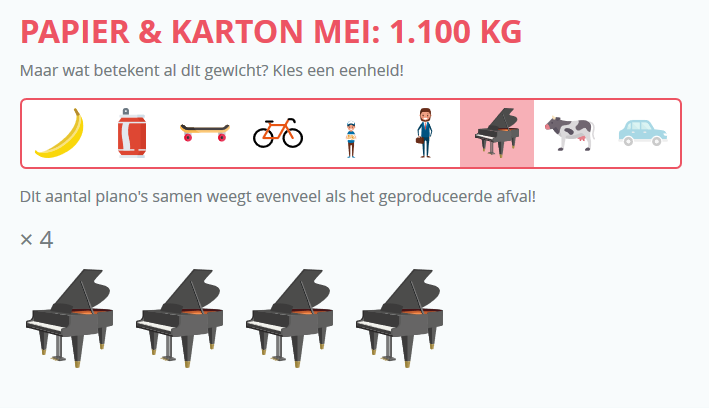 PAPIER & KARTON MEI: 1.100 KG
Maar wat betekent al dit gewicht? Kies een eenheid!
Dit aantal piano's samen weegt evenveel als het geproduceerde afval!
× 4